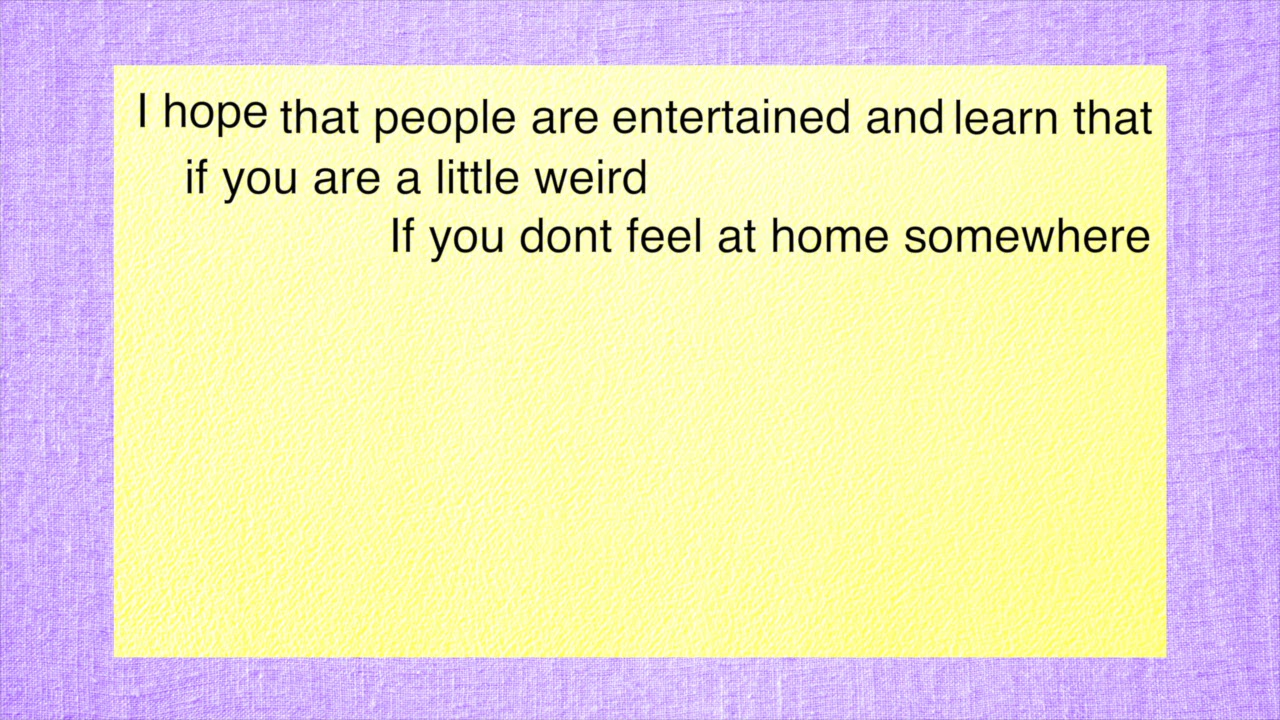 I hope that people are entertained and learn that
if you are a little weird
If you dont feel at home somewhere